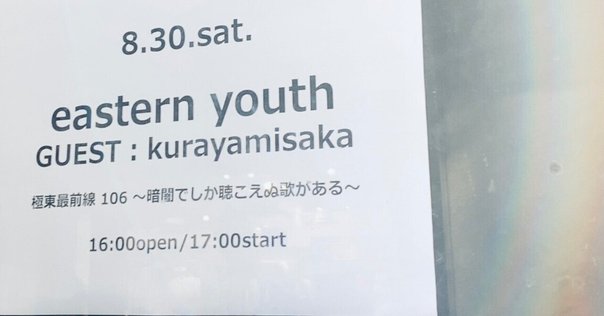 8.30.sat.
eastern youth
GUEST : kurayamisaka
極東最前線 106 ～暗闇でしか聴こえぬ歌がある～
16:00open/17:00start